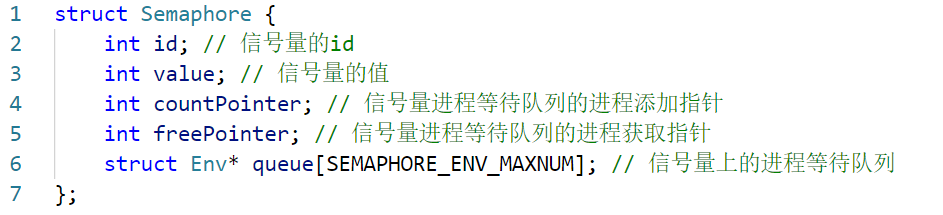 1 struct Semaphore {
2     int id; // 信号量的id
3     int value; // 信号量的值
4     int countPointer; // 信号量进程等待队列的进程添加指针
5     int freePointer; // 信号量进程等待队列的进程获取指针
6     struct Env* queue[SEMAPHORE_ENV_MAXNUM]; // 信号量上的进程等待队列
7 };